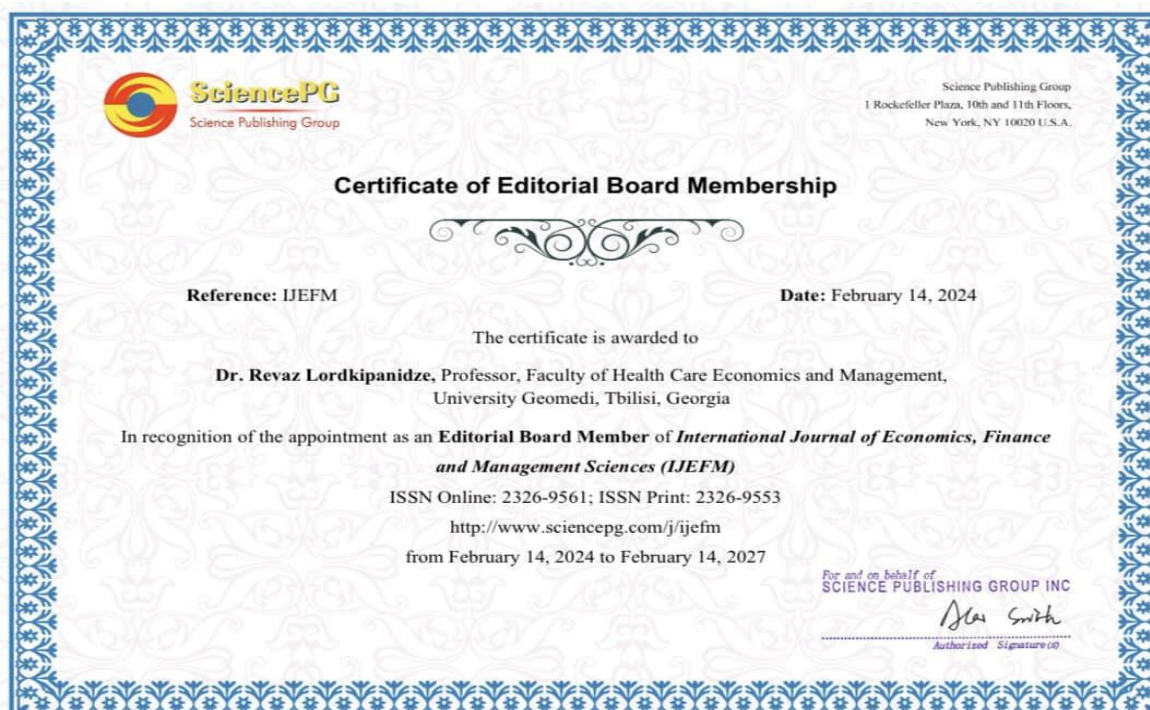 SciencePG
Science Publishing Group
Science Publishing Group
1 Rockefeller Plaza, 10th and 11th Floors,
New York, NY 10020 U.S.A.
Certificate of Editorial Board Membership
Reference: IJEFM
Date: February 14, 2024
The certificate is awarded to
Dr. Revaz Lordkipanidze, Professor, Faculty of Health Care Economics and Management,
University Geomedi, Tbilisi, Georgia
In recognition of the appointment as an Editorial Board Member of International Journal of Economics, Finance
and Management Sciences (IJEFM)
ISSN Online: 2326-9561; ISSN Print: 2326-9553
http://www.sciencepg.com/j/ijefm
from February 14, 2024 to February 14, 2027
For and on behalf of
SCIENCE PUBLISHING GROUP INC
Alex Smith
Authorized Signature(s)